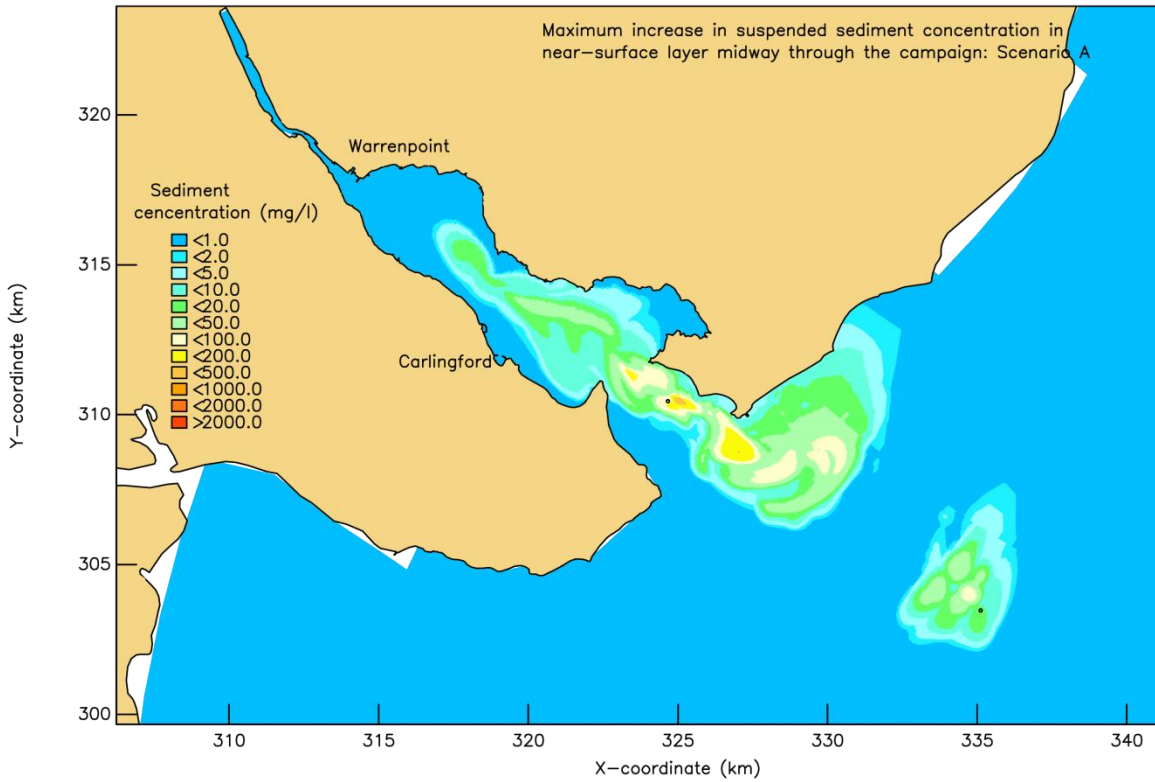 Maximum increase in suspended sediment concentration in
near-surface layer midway through the campaign: Scenario A
320
Warrenpoint
Sediment
cencentration (mg/l)
<1.0
<2.0
<5.0
<10.0
<20.0
<50.0
<100.0
<200.0
<500.0
<1000.0
<2000.0
>2000.0
315
Carlingford
310
305
300
Y-coordinate (km)
310 315 320 325 330 335 340
X-coordinate (km)